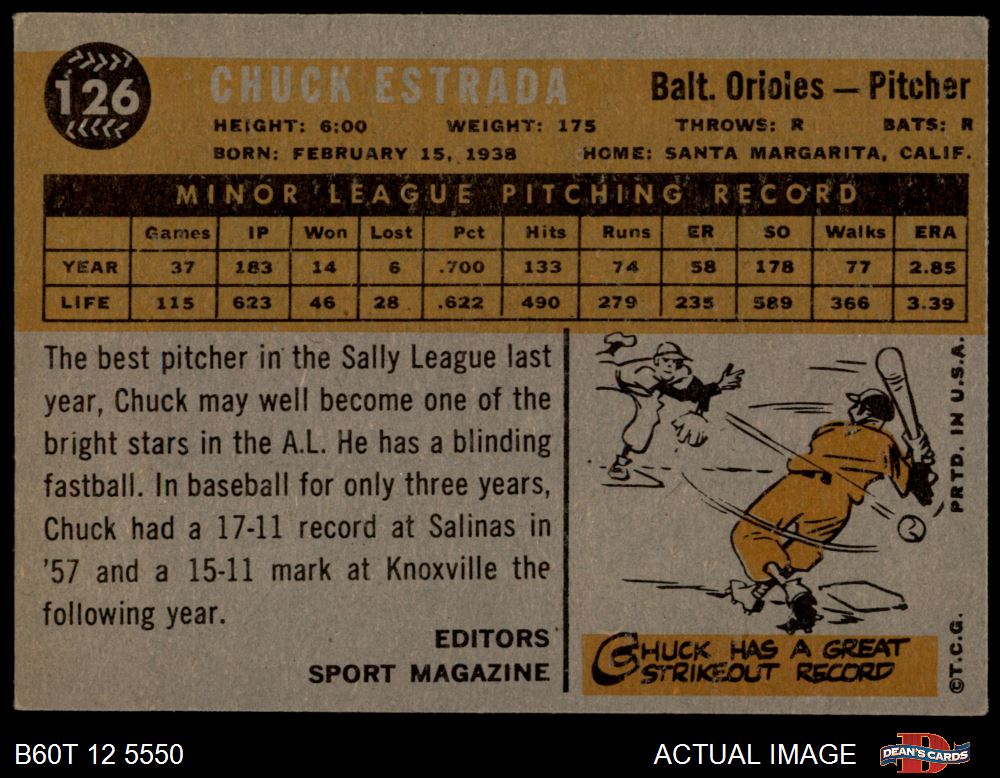 126
CHUCK ESTRADA
Balt. Orioles — Pitcher
HEIGHT: 6:00 WEIGHT: 175 THROWS: R BATS: R
BORN: FEBRUARY 15, 1938 HOME: SANTA MARGARITA, CALIF.
MINOR LEAGUE PITCHING RECORD
Games IP Won Lost Pct Hits Runs ER SO Walks ERA
YEAR 37 183 14 6 .700 133 74 58 178 77 2.85
LIFE 115 623 46 28 .622 490 279 235 589 366 3.39
The best pitcher in the Sally League last
year, Chuck may well become one of the
bright stars in the A.L. He has a blinding
fastball. In baseball for only three years,
Chuck had a 17-11 record at Salinas in
'57 and a 15-11 mark at Knoxville the
following year.
EDITORS
SPORT MAGAZINE
CHUCK HAS A GREAT
STRIKEOUT RECORD
©T.C.G. PRTD. IN U.S.A.
B60T 12 5550
ACTUAL IMAGE
DEAN'S CARDS